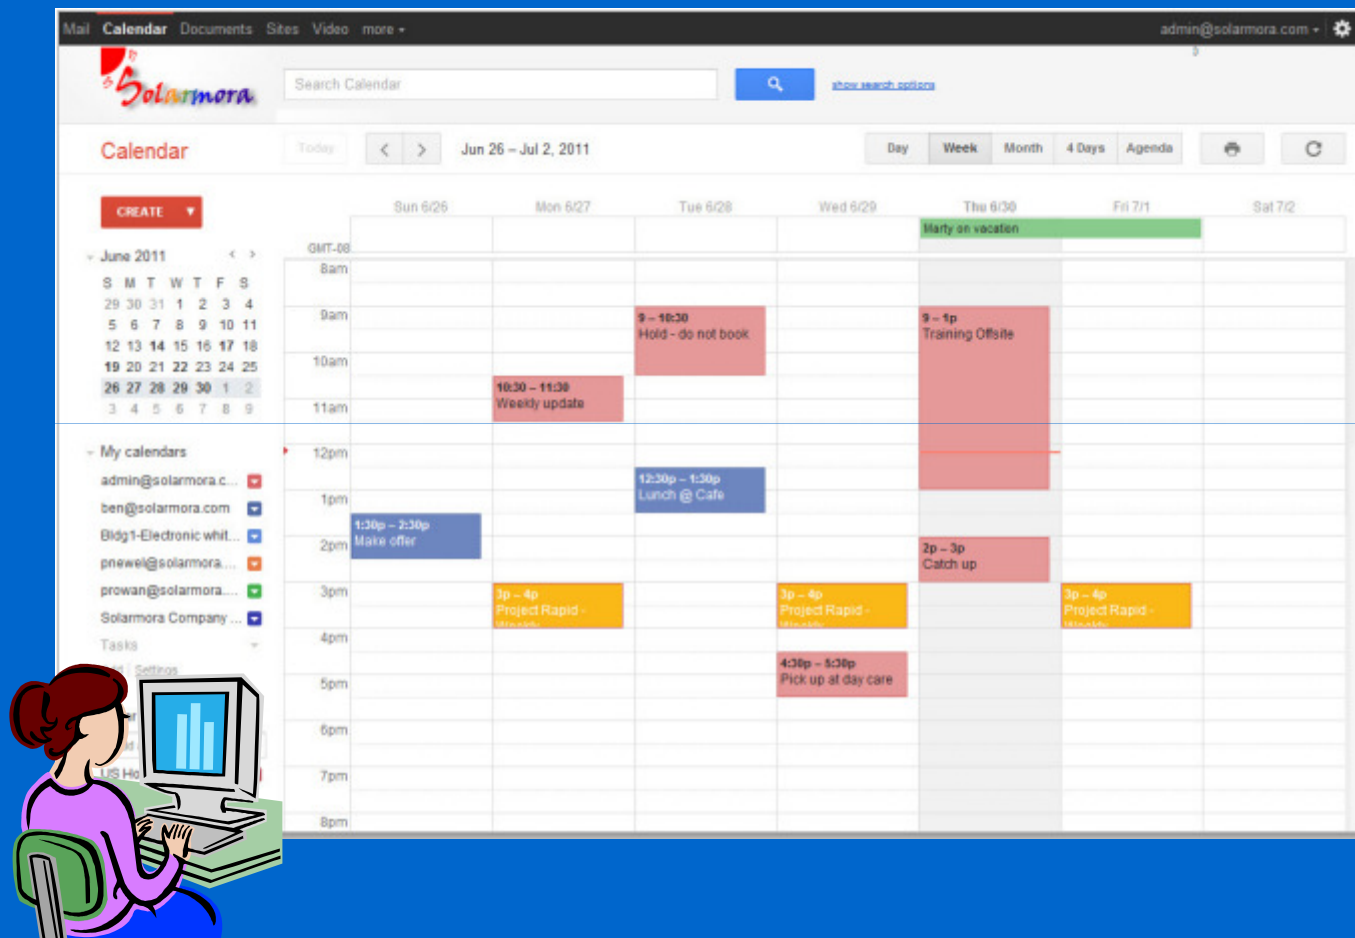 Mail Calendar Documents Sites Video more
admin@solarmora.com
Solarmora
Search Calendar
show search options
Calendar
Today
Jun 26 – Jul 2, 2011
Day Week Month 4 Days Agenda
CREATE
Sun 6/26 Mon 6/27 Tue 6/28 Wed 6/29 Thu 6/30 Fri 7/1 Sat 7/2
Marty on vacation
GMT-08
June 2011
S M T W T F S
29 30 31 1 2 3 4
5 6 7 8 9 10 11
12 13 14 15 16 17 18
19 20 21 22 23 24 25
26 27 28 29 30 1 2
3 4 5 6 7 8 9
My calendars
admin@solarmora.c...
ben@solarmora.com
Bldg1-Electronic whit...
pnewel@solarmora....
prowan@solarmora....
Solarmora Company ...
Tasks
Settings
US Ho
8am
9am
10am
11am
12pm
1pm
2pm
3pm
4pm
5pm
6pm
7pm
8pm
1:30p – 2:30p
Make offer
10:30 – 11:30
Weekly update
3p – 4p
Project Rapid -
Weekly
9 – 10:30
Hold - do not book
12:30p – 1:30p
Lunch @ Cafe
3p – 4p
Project Rapid -
Weekly
4:30p – 5:30p
Pick up at day care
9 – 1p
Training Offsite
2p – 3p
Catch up
3p – 4p
Project Rapid -
Weekly